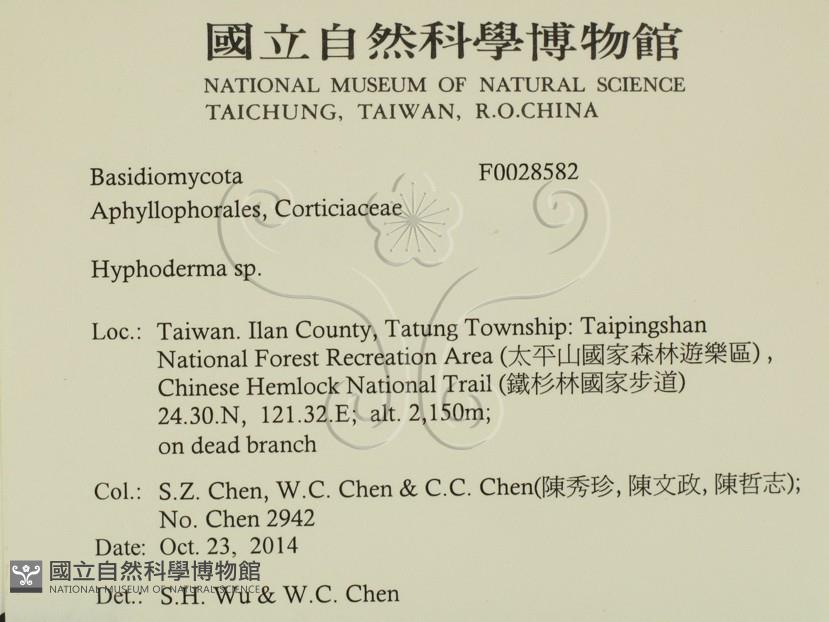 國立自然科學博物館
NATIONAL MUSEUM OF NATURAL SCIENCE
TAICHUNG, TAIWAN, R.O.CHINA
Basidiomycota F0028582
Aphyllophorales, Corticiaceae
Hyphoderma sp.
Loc.: Taiwan. Ilan County, Tatung Township: Taipingshan
National Forest Recreation Area (太平山國家森林遊樂區),
Chinese Hemlock National Trail (鐵杉林國家步道)
24.30.N, 121.32.E; alt. 2,150m;
on dead branch
Col.: S.Z. Chen, W.C. Chen & C.C. Chen(陳秀珍, 陳文政, 陳哲志);
No. Chen 2942
Date: Oct. 23, 2014
國立自然科學博物館
NATIONAL MUSEUM OF NATURAL SCIENCE
Det.: S.H. Wu & W.C. Chen